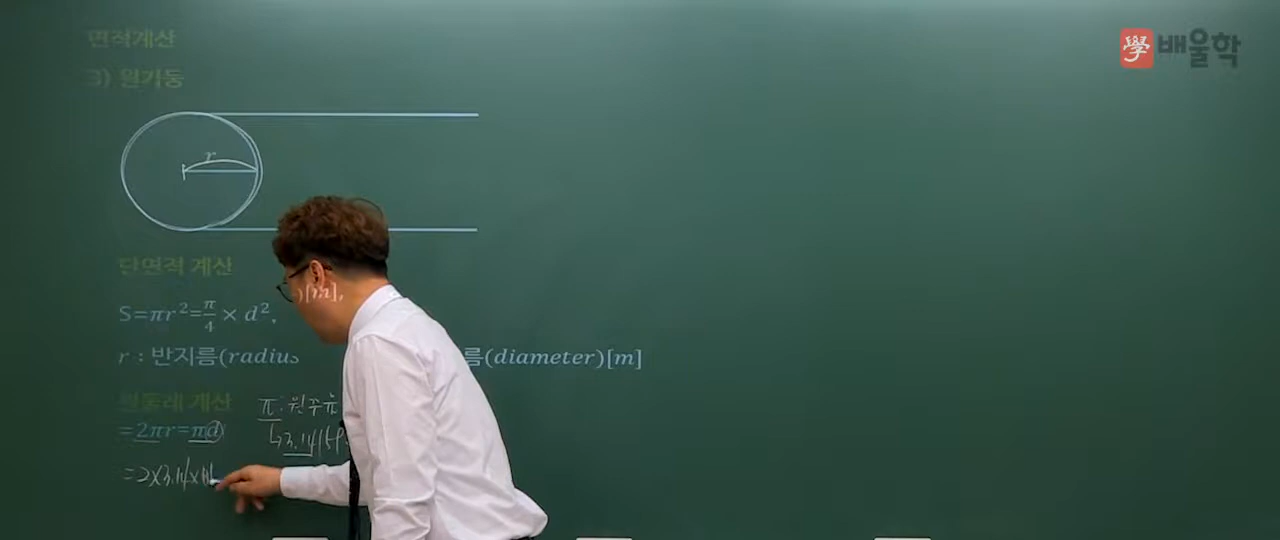 면적계산
3) 원기둥
學 배울학
r
단면적 계산
S=πr²=π/4 × d²,
)[m],
r : 반지름(radius 름(diameter)[m]
원둘레 계산
π: 원주율
=2πr=πd
↳3.14159
=2×3.14×